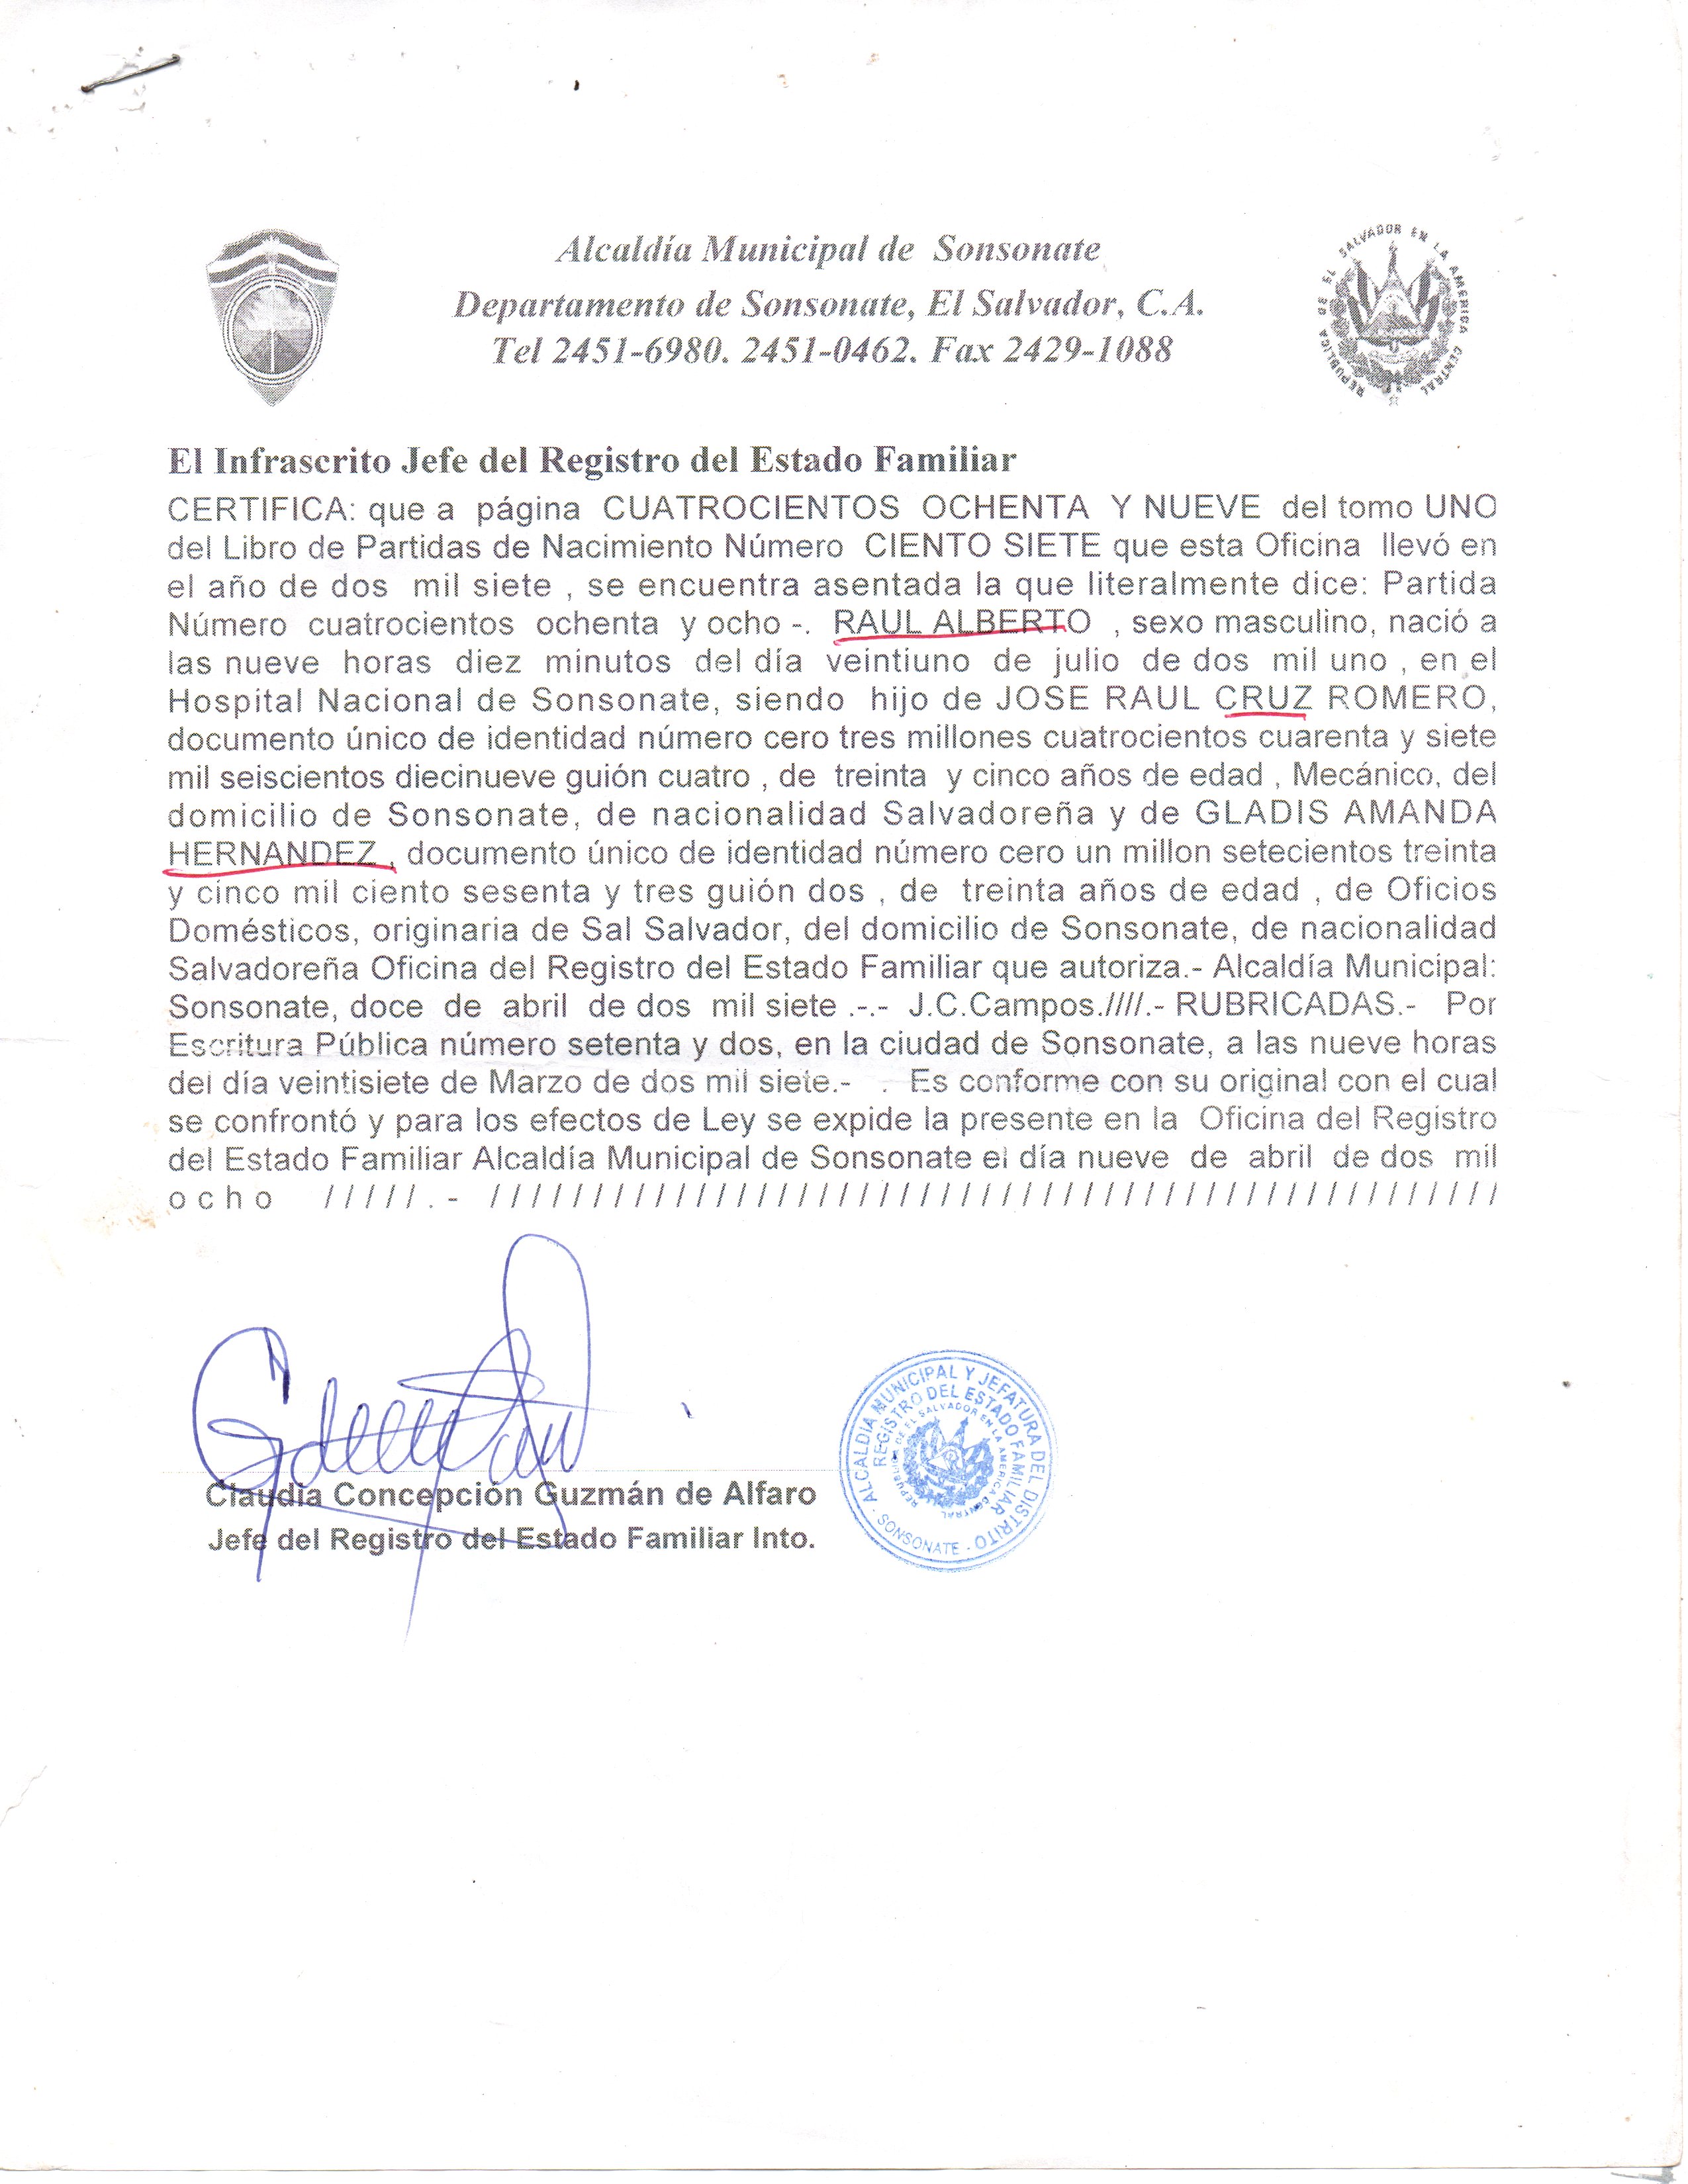 Alcaldía Municipal de Sonsonate
Departamento de Sonsonate, El Salvador, C.A.
Tel 2451-6980. 2451-0462. Fax 2429-1088
REPUBLICA DE EL SALVADOR EN LA AMERICA CENTRAL
El Infrascrito Jefe del Registro del Estado Familiar
CERTIFICA: que a página CUATROCIENTOS OCHENTA Y NUEVE del tomo UNO
del Libro de Partidas de Nacimiento Número CIENTO SIETE que esta Oficina llevó en
el año de dos mil siete , se encuentra asentada la que literalmente dice: Partida
Número cuatrocientos ochenta y ocho -. RAUL ALBERTO , sexo masculino, nació a
las nueve horas diez minutos del día veintiuno de julio de dos mil uno , en el
Hospital Nacional de Sonsonate, siendo hijo de JOSE RAUL CRUZ ROMERO,
documento único de identidad número cero tres millones cuatrocientos cuarenta y siete
mil seiscientos diecinueve guión cuatro , de treinta y cinco años de edad , Mecánico, del
domicilio de Sonsonate, de nacionalidad Salvadoreña y de GLADIS AMANDA
HERNANDEZ , documento único de identidad número cero un millon setecientos treinta
y cinco mil ciento sesenta y tres guión dos , de treinta años de edad , de Oficios
Domésticos, originaria de Sal Salvador, del domicilio de Sonsonate, de nacionalidad
Salvadoreña Oficina del Registro del Estado Familiar que autoriza.- Alcaldía Municipal:
Sonsonate, doce de abril de dos mil siete .-.- J.C.Campos.////.- RUBRICADAS.- Por
Escritura Pública número setenta y dos, en la ciudad de Sonsonate, a las nueve horas
del día veintisiete de Marzo de dos mil siete.- . Es conforme con su original con el cual
se confrontó y para los efectos de Ley se expide la presente en la Oficina del Registro
del Estado Familiar Alcaldía Municipal de Sonsonate el día nueve de abril de dos mil
ocho /////.- /////////////////////////////////////////////////
Claudia Concepción Guzmán de Alfaro
Jefe del Registro del Estado Familiar Into.
ALCALDIA MUNICIPAL Y JEFATURA DEL DISTRITO - SONSONATE -
REGISTRO DEL ESTADO FAMILIAR
REPUBLICA DE EL SALVADOR EN LA AMERICA CENTRAL